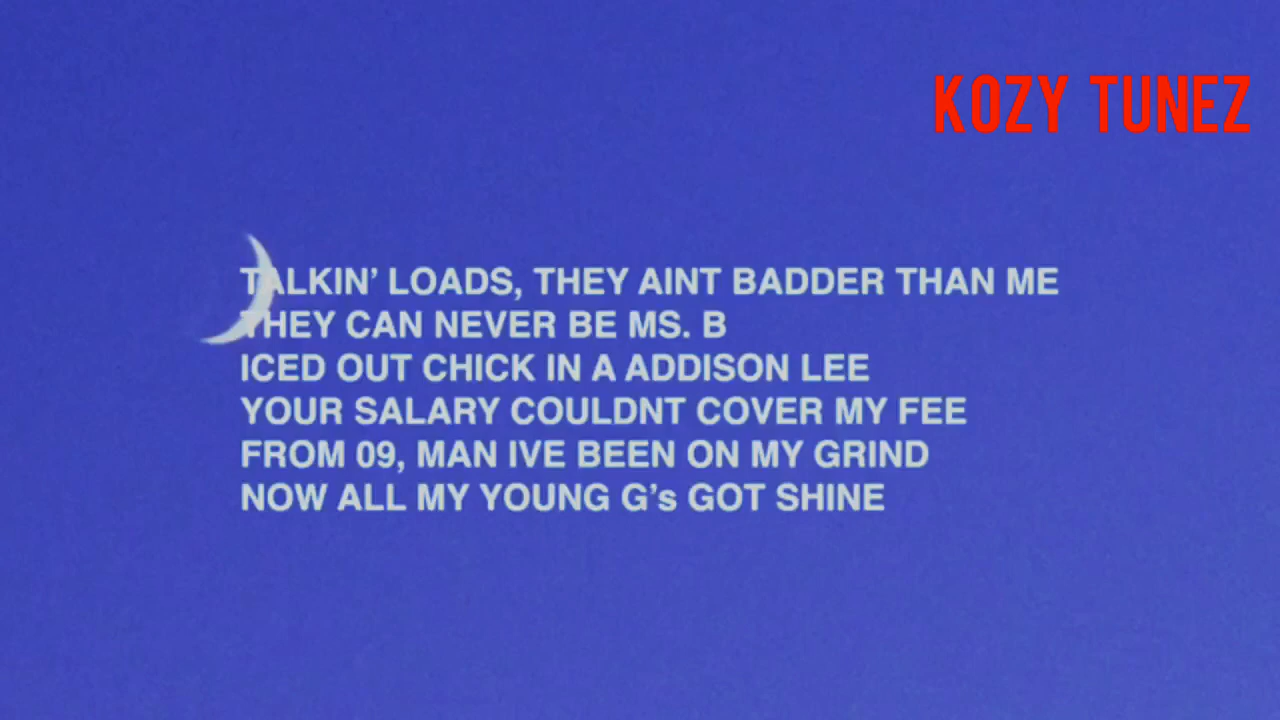 KOZY TUNEZ
TALKIN' LOADS, THEY AINT BADDER THAN ME
THEY CAN NEVER BE MS. B
ICED OUT CHICK IN A ADDISON LEE
YOUR SALARY COULDNT COVER MY FEE
FROM 09, MAN IVE BEEN ON MY GRIND
NOW ALL MY YOUNG G's GOT SHINE